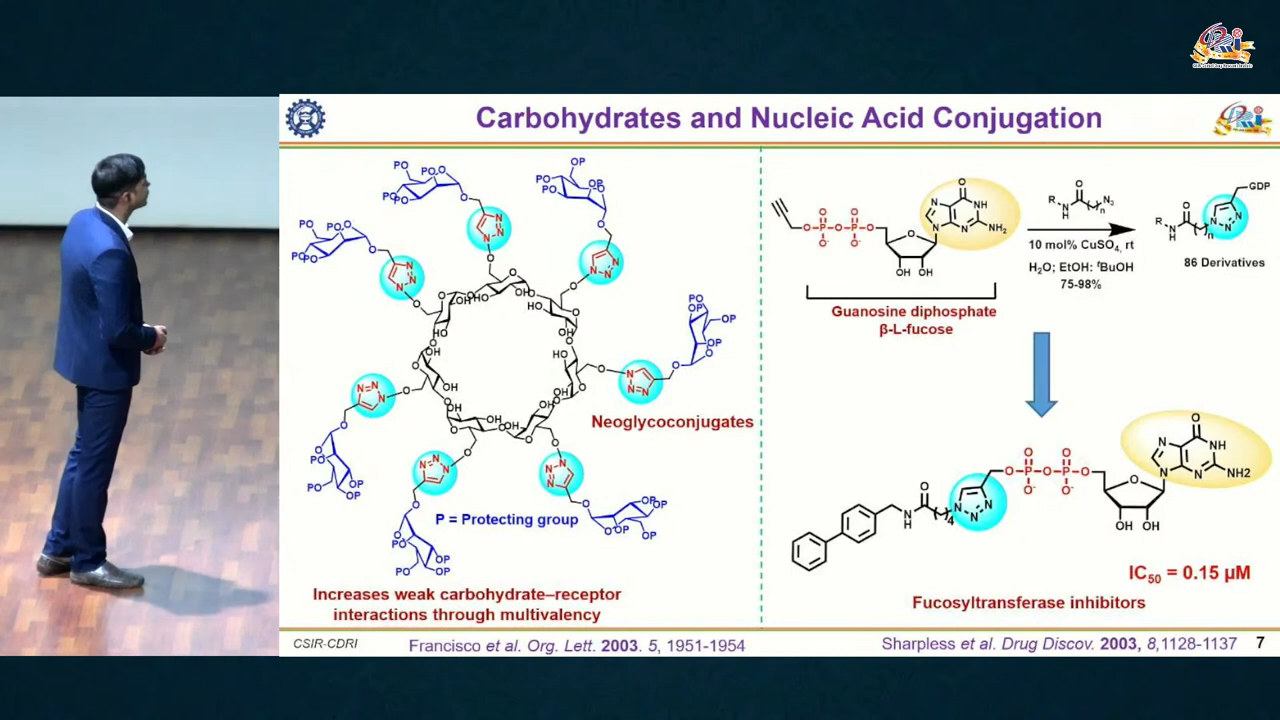 Carbohydrates and Nucleic Acid Conjugation
Neoglycoconjugates
P = Protecting group
Increases weak carbohydrate–receptor
interactions through multivalency
Guanosine diphosphate
β-L-fucose
10 mol% CuSO₄, rt
H₂O; EtOH: ᵗBuOH
75-98%
GDP
86 Derivatives
IC₅₀ = 0.15 µM
Fucosyltransferase inhibitors
CSIR-CDRI
Francisco et al. Org. Lett. 2003. 5, 1951-1954
Sharpless et al. Drug Discov. 2003, 8,1128-1137
7